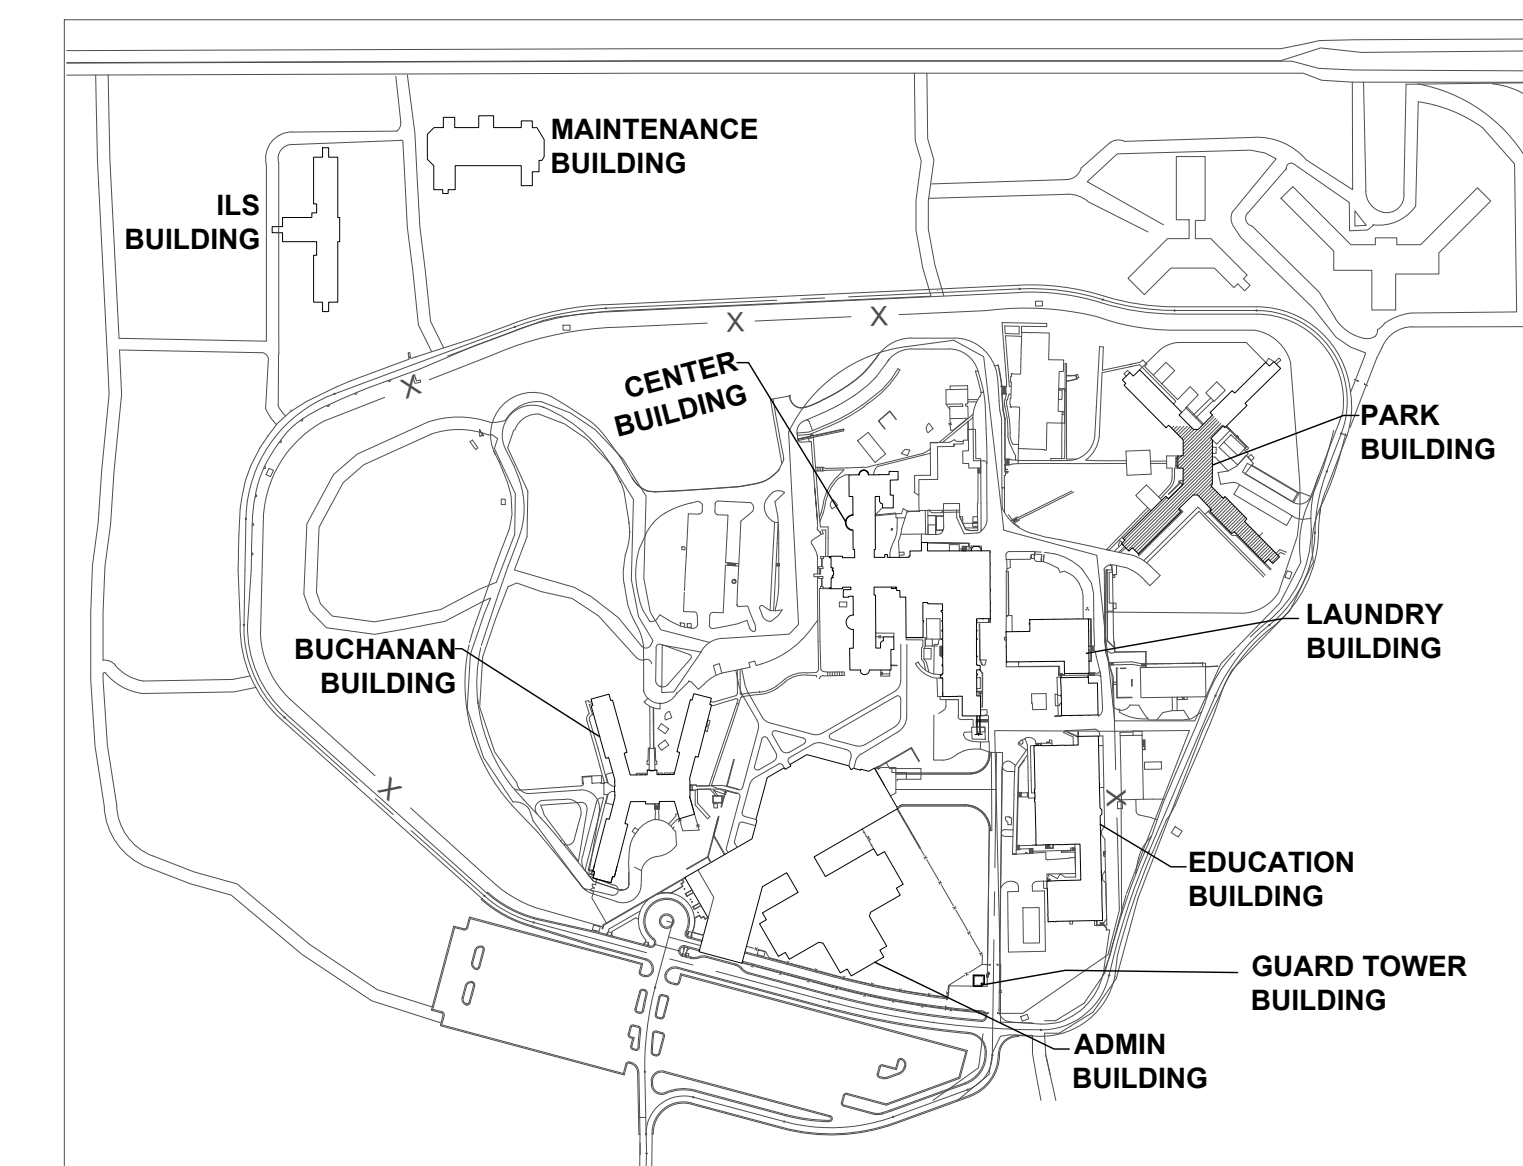 MAINTENANCE
BUILDING
ILS
BUILDING
X
X
X
CENTER
BUILDING
PARK
BUILDING
LAUNDRY
BUILDING
BUCHANAN
BUILDING
X
X
EDUCATION
BUILDING
GUARD TOWER
BUILDING
ADMIN
BUILDING